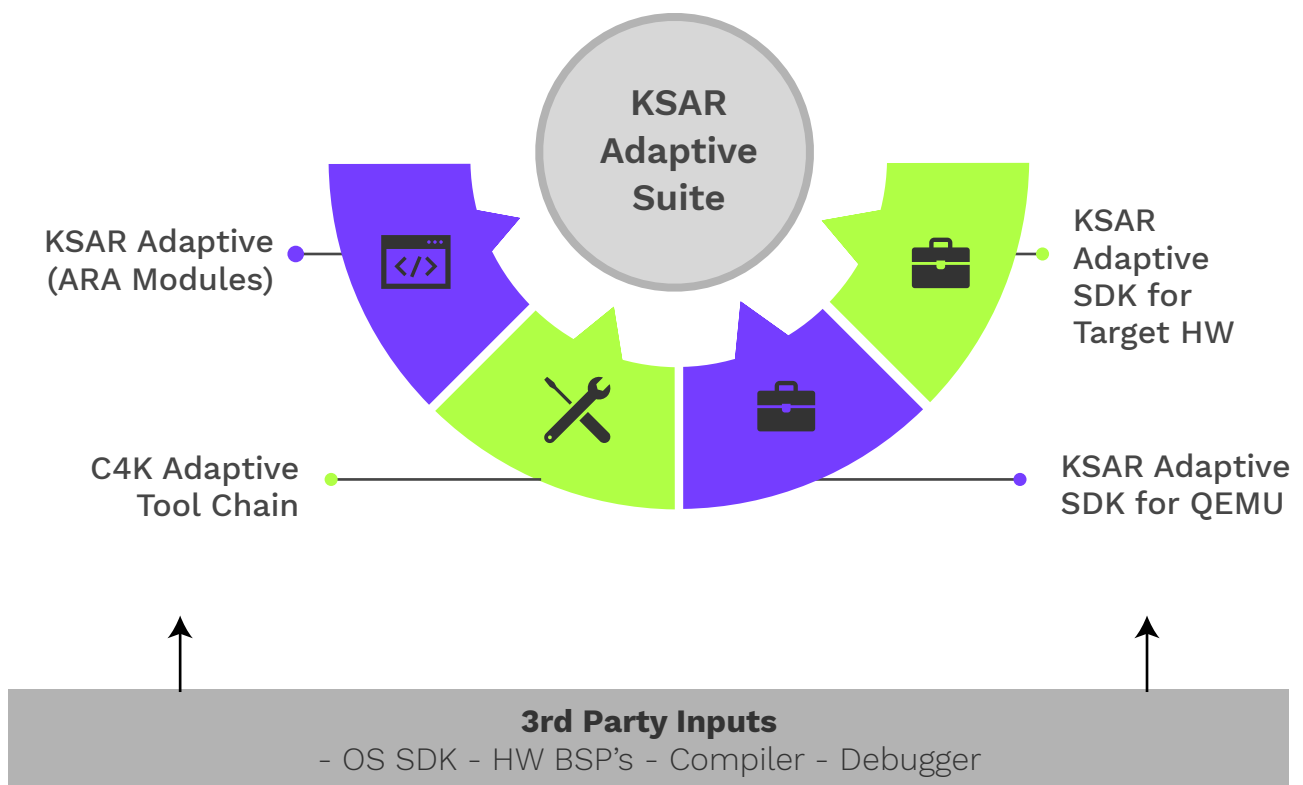 KSAR
Adaptive
Suite
KSAR Adaptive
(ARA Modules)
</>
KSAR
Adaptive
SDK for
Target HW
C4K Adaptive
Tool Chain
KSAR Adaptive
SDK for QEMU
3rd Party Inputs
- OS SDK - HW BSP’s - Compiler - Debugger